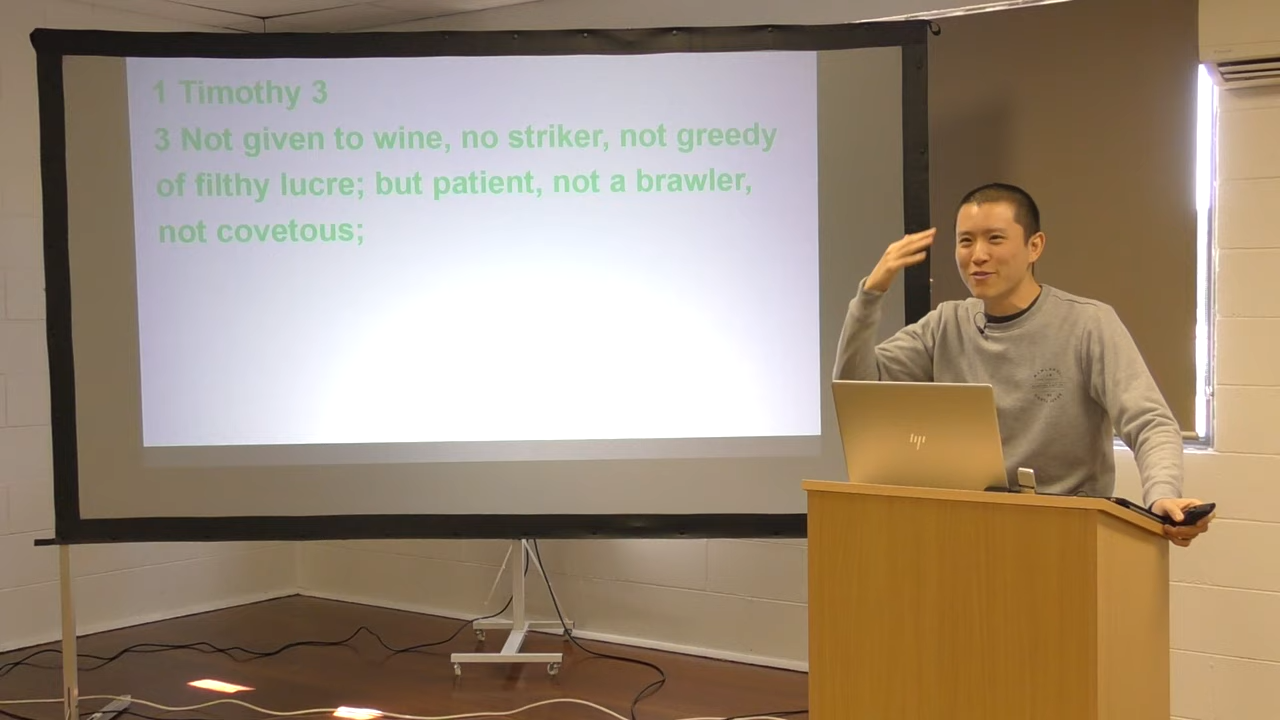 1 Timothy 3
3 Not given to wine, no striker, not greedy
of filthy lucre; but patient, not a brawler,
not covetous;
hp